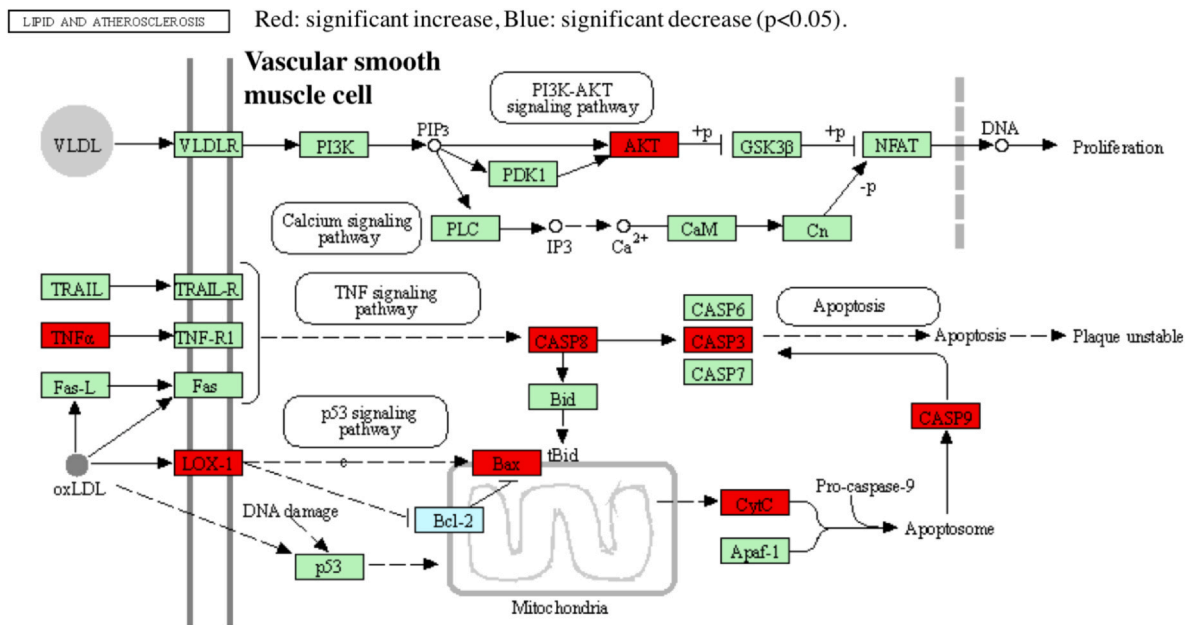 LIPID AND ATHEROSCLEROSIS
Red: significant increase, Blue: significant decrease (p<0.05).
Vascular smooth
muscle cell
PI3K-AKT
signaling pathway
VLDL
VLDLR
PI3K
PIP3
AKT
+p
GSK3β
+p
NFAT
DNA
Proliferation
PDK1
-p
Calcium signaling
pathway
PLC
IP3
Ca2+
CaM
Cn
TRAIL
TRAIL-R
TNF signaling
pathway
CASP6
Apoptosis
TNFα
TNF-R1
CASP8
CASP3
Apoptosis
Plaque unstable
Fas-L
Fas
Bid
CASP7
p53 signaling
pathway
CASP9
oxLDL
LOX-1
Bax
tBid
DNA damage
Bcl-2
CytC
Pro-caspase-9
Apoptosome
p53
Apaf-1
Mitochondria